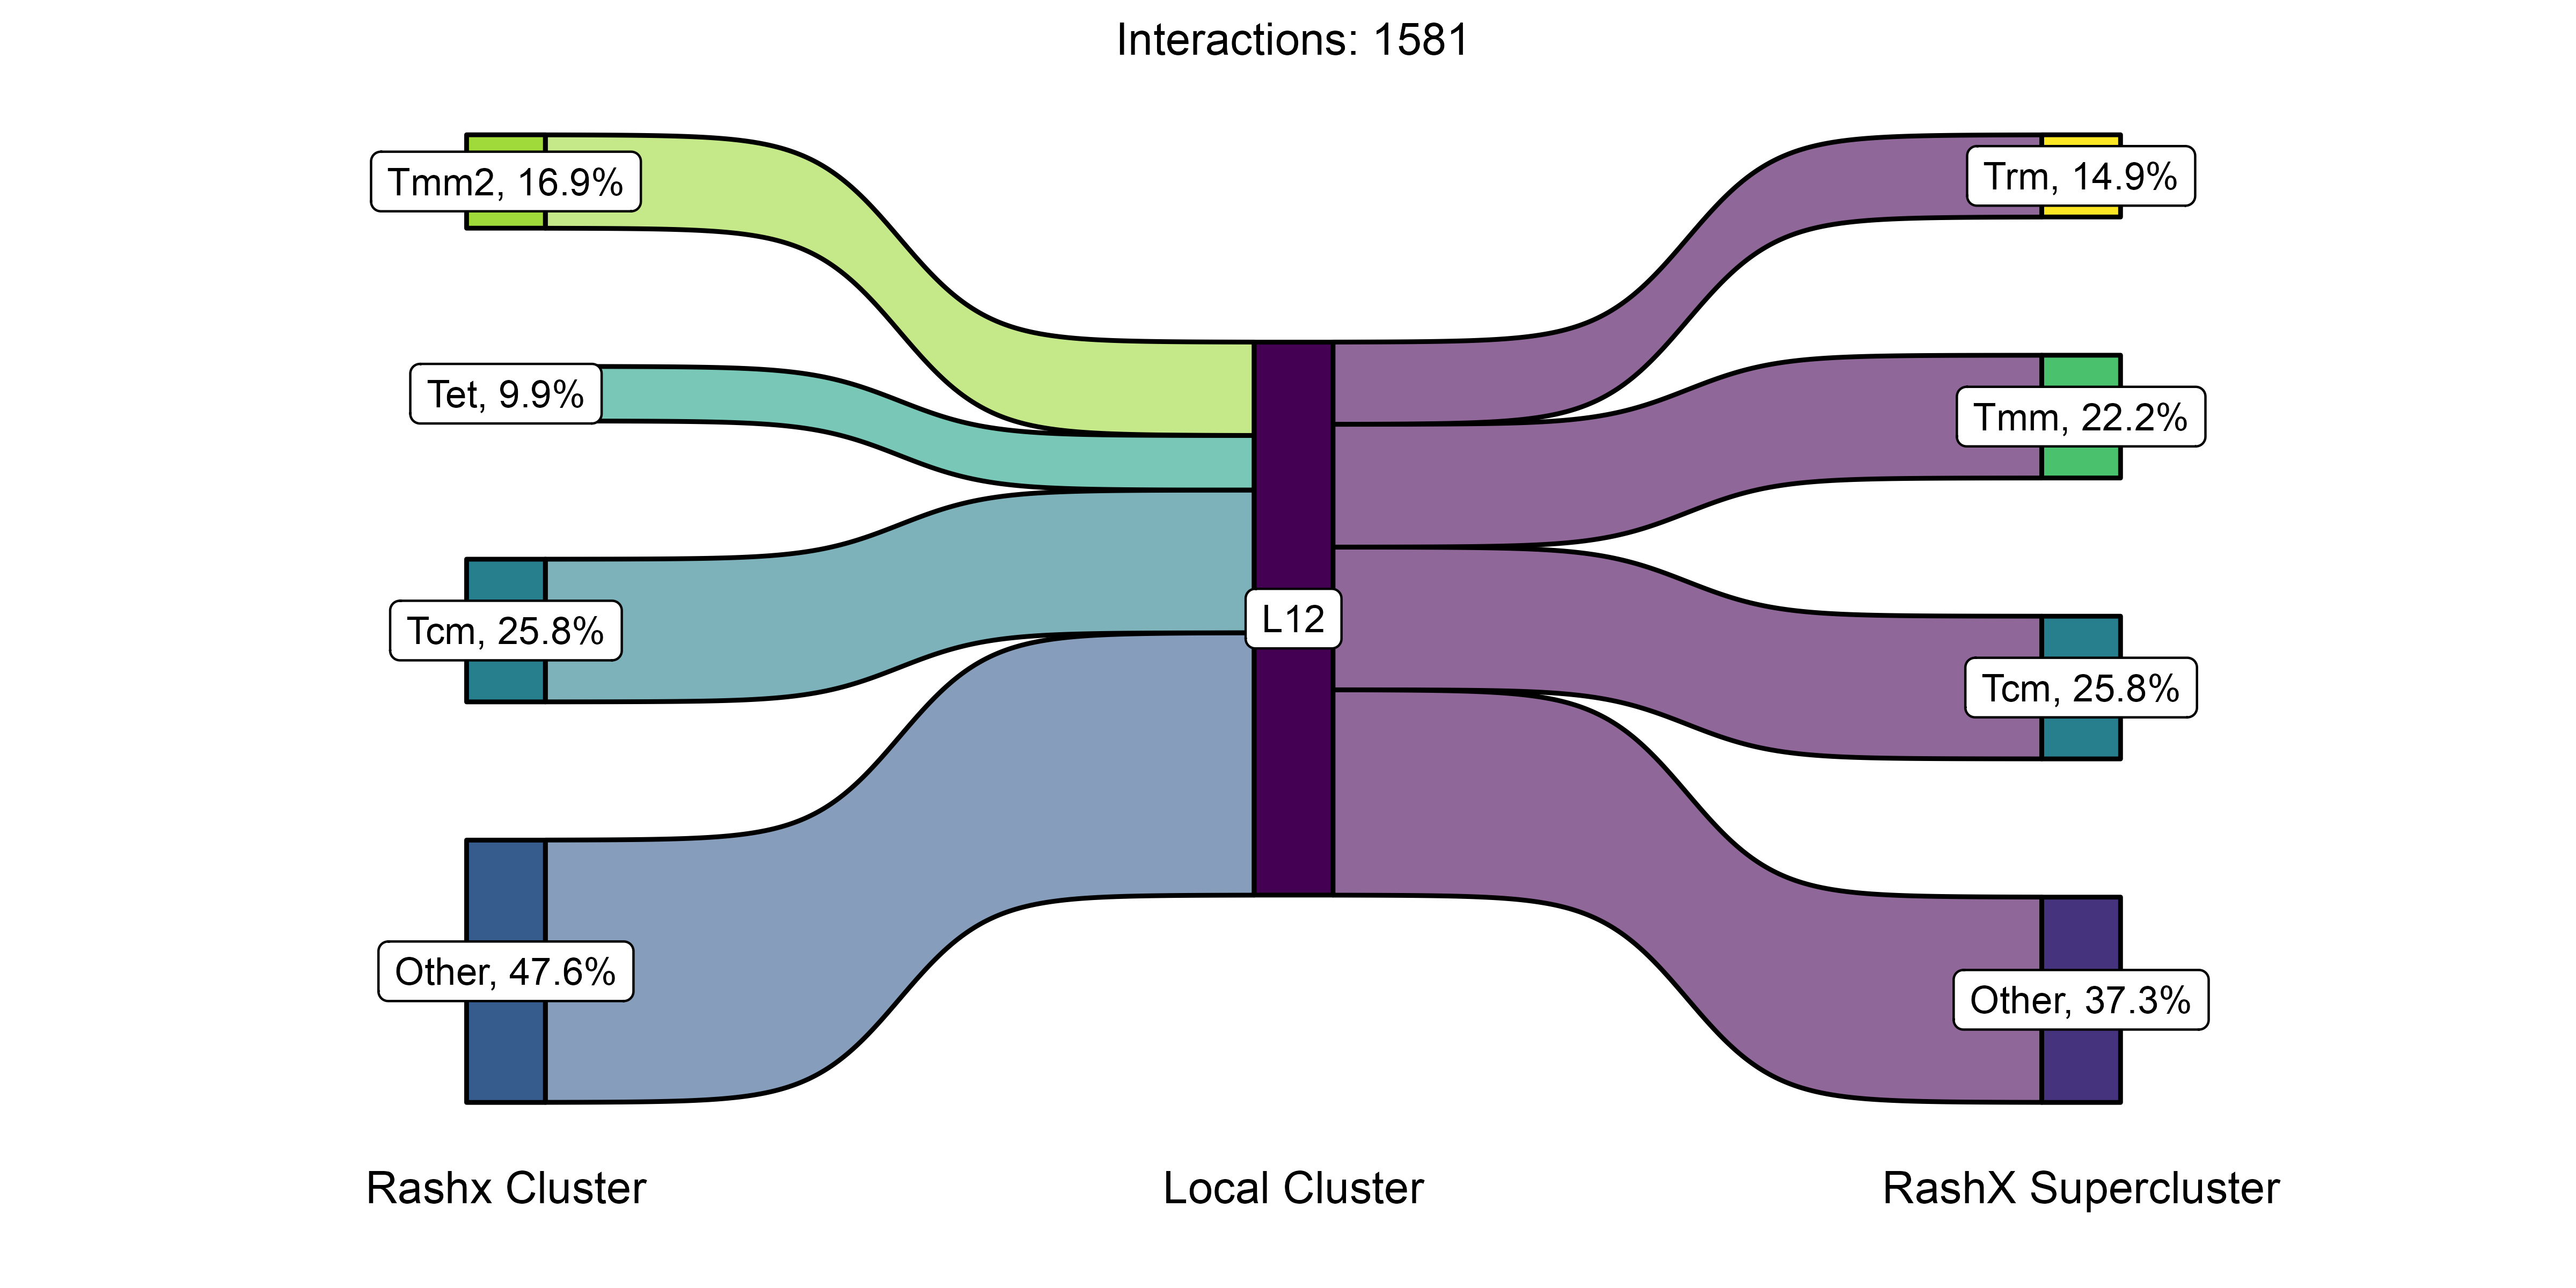 Interactions: 1581
Tmm2, 16.9%
Tet, 9.9%
Tcm, 25.8%
Other, 47.6%
L12
Trm, 14.9%
Tmm, 22.2%
Tcm, 25.8%
Other, 37.3%
Rashx Cluster
Local Cluster
RashX Supercluster